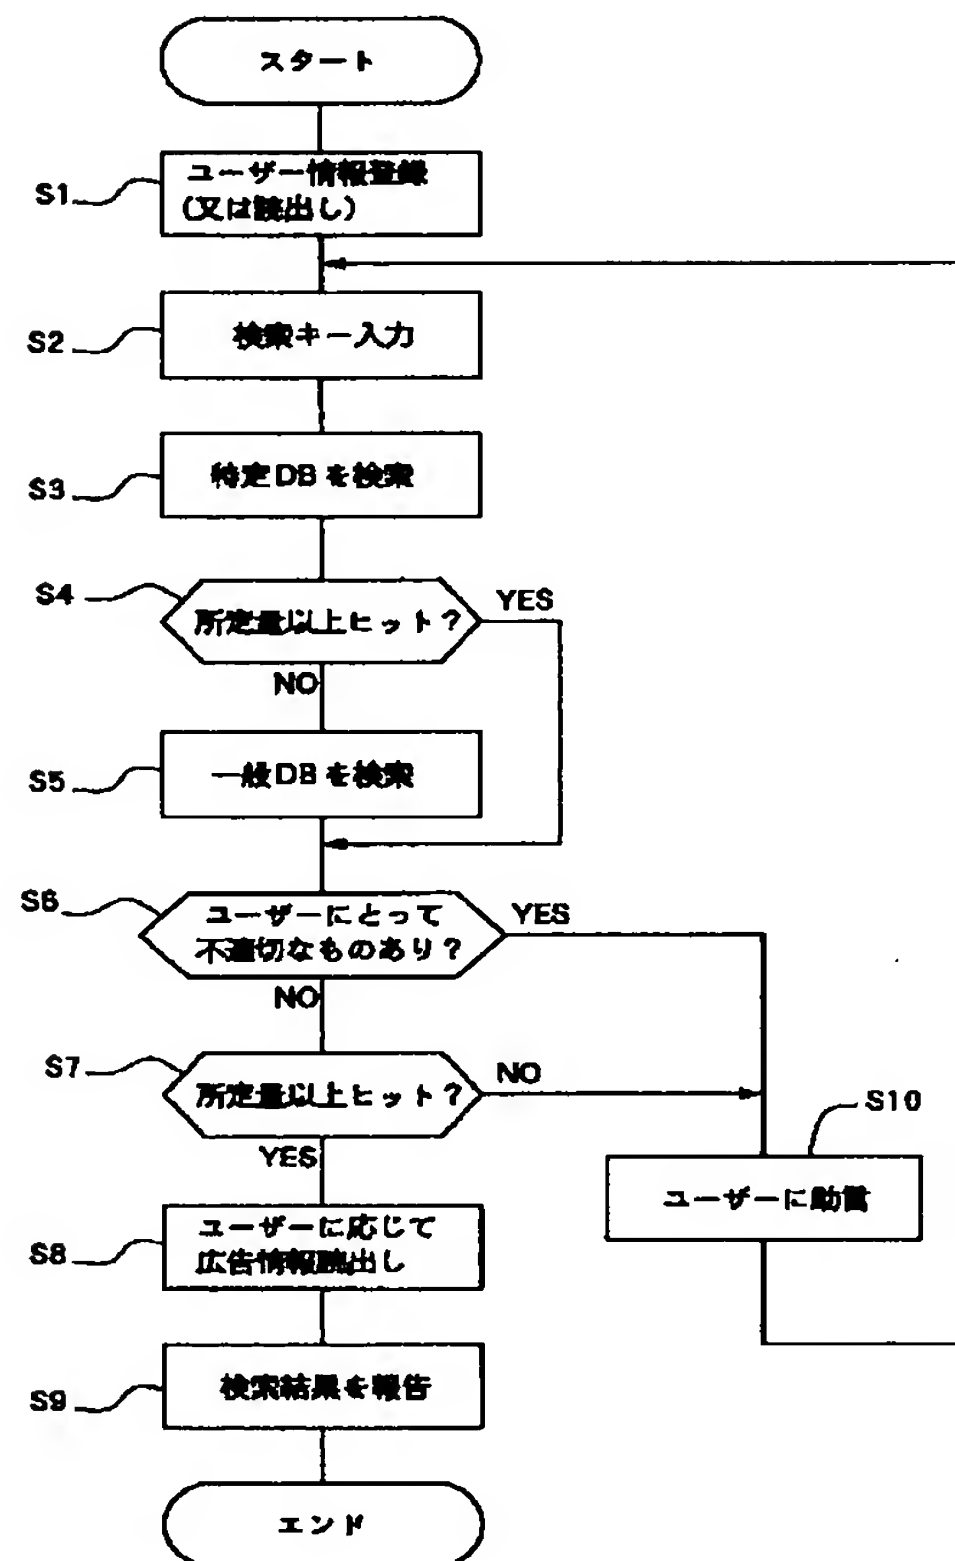 スタート
S1
ユーザー情報登録
(又は読出し)
S2
検索キー入力
S3
特定DBを検索
S4
所定量以上ヒット?
YES
NO
S5
一般DBを検索
S6
ユーザーにとって
不適切なものあり?
YES
NO
S7
所定量以上ヒット?
NO
YES
S10
ユーザーに助言
S8
ユーザーに応じて
広告情報読出し
S9
検索結果を報告
エンド